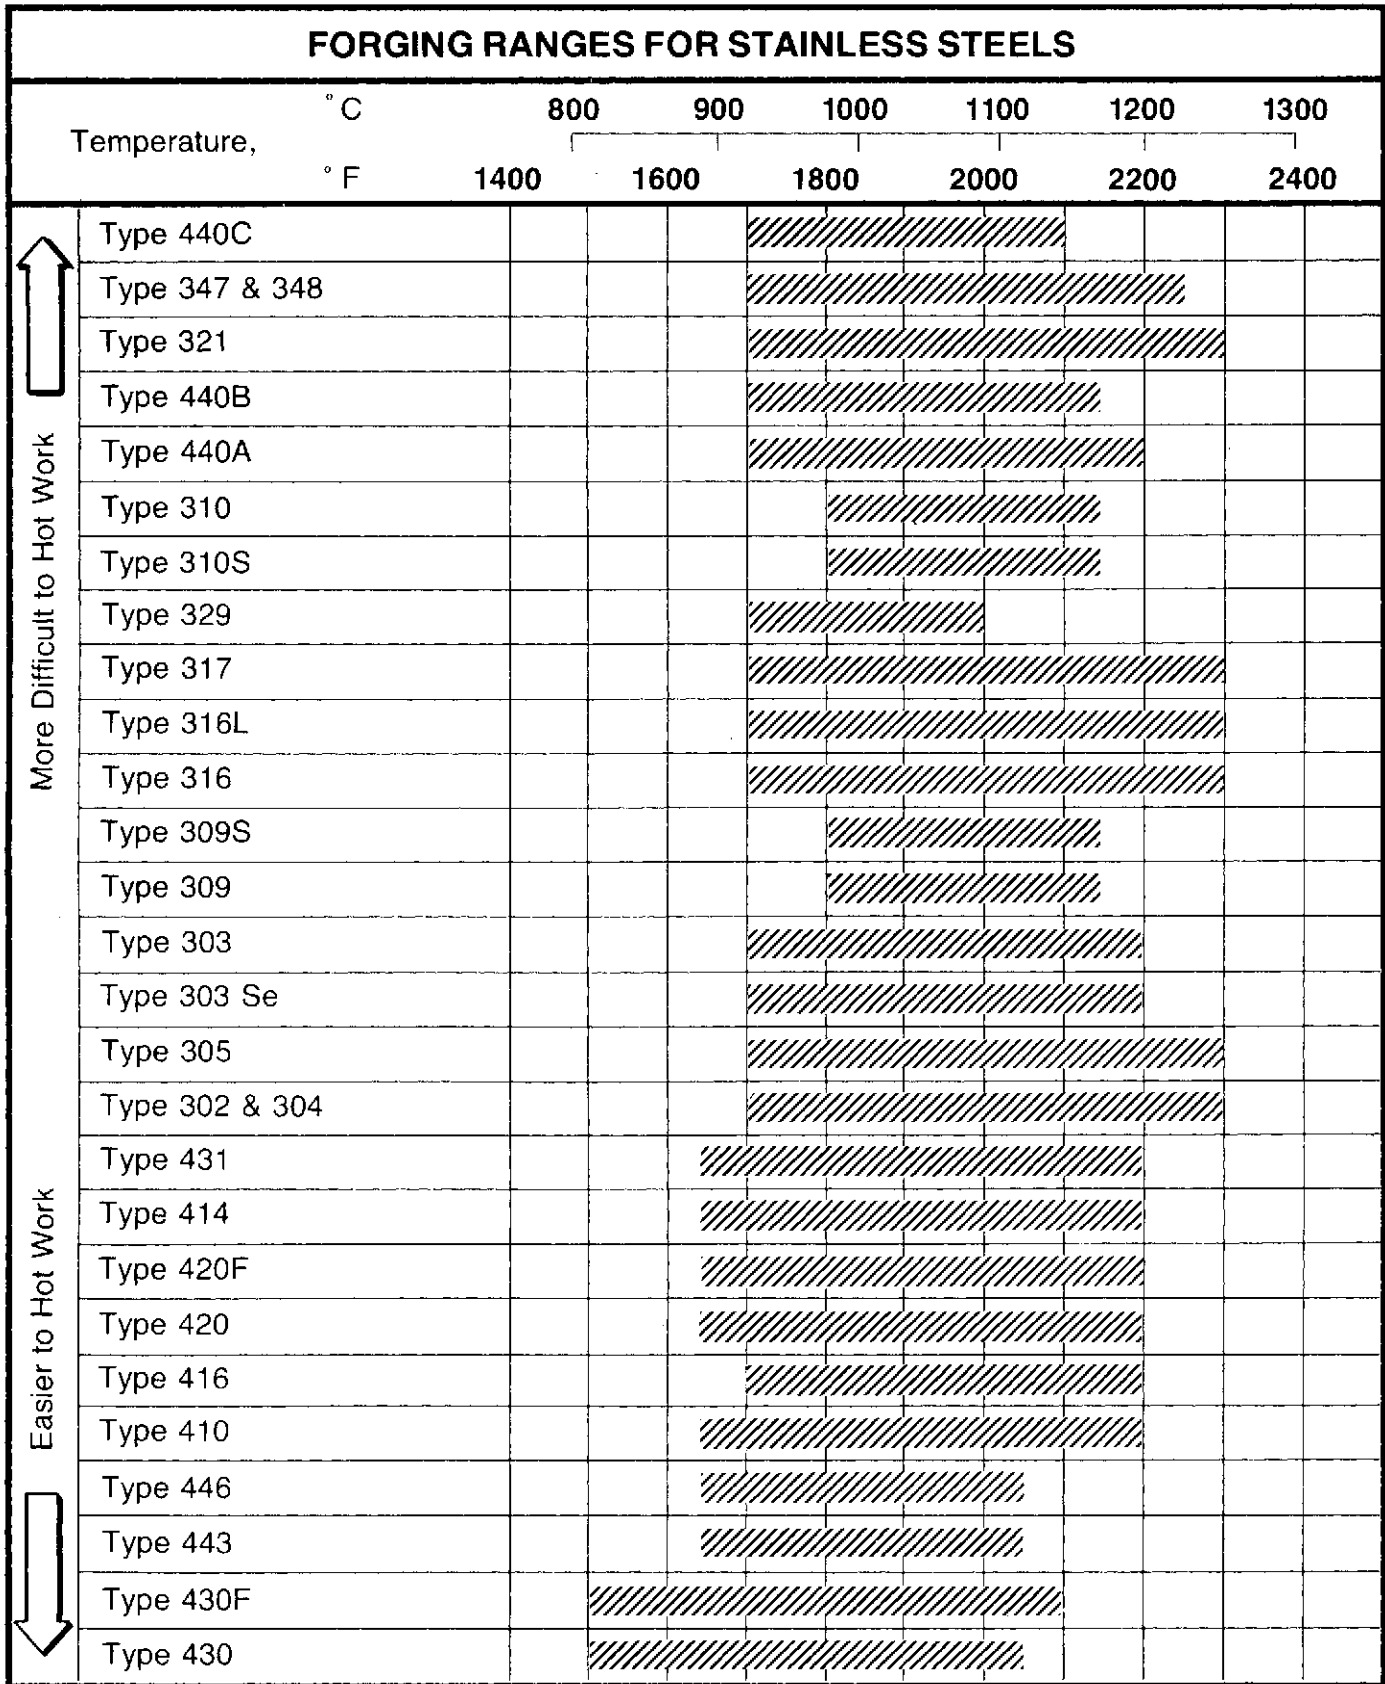 FORGING RANGES FOR STAINLESS STEELS
°C 800 900 1000 1100 1200 1300
Temperature,
°F 1400 1600 1800 2000 2200 2400
More Difficult to Hot Work
Easier to Hot Work
Type 440C
Type 347 & 348
Type 321
Type 440B
Type 440A
Type 310
Type 310S
Type 329
Type 317
Type 316L
Type 316
Type 309S
Type 309
Type 303
Type 303 Se
Type 305
Type 302 & 304
Type 431
Type 414
Type 420F
Type 420
Type 416
Type 410
Type 446
Type 443
Type 430F
Type 430